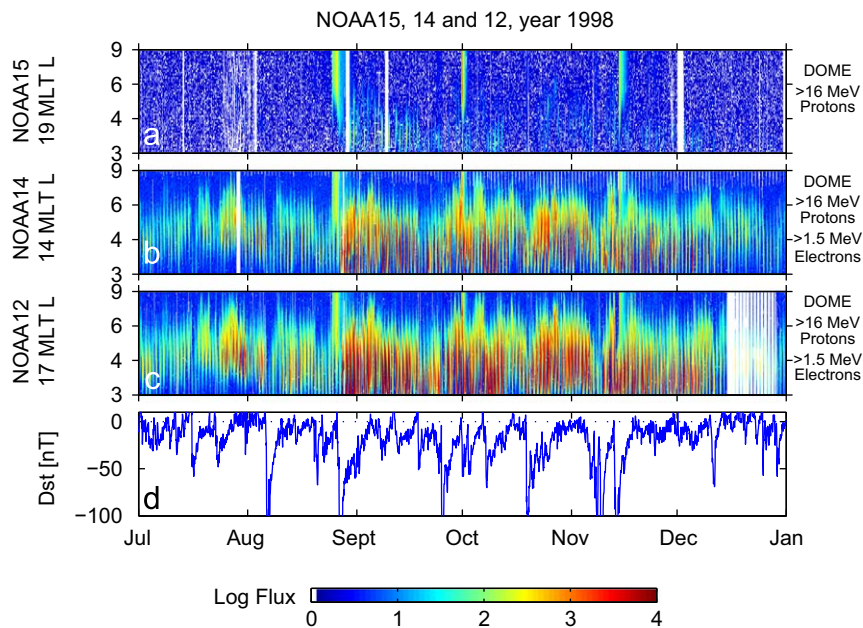 NOAA15, 14 and 12, year 1998
NOAA15
19 MLT L
9
6
4
3
a
DOME
>16 MeV
Protons
NOAA14
14 MLT L
9
6
4
3
b
DOME
>16 MeV
Protons
>1.5 MeV
Electrons
NOAA12
17 MLT L
9
6
4
3
c
DOME
>16 MeV
Protons
>1.5 MeV
Electrons
Dst [nT]
0
−50
−100
d
Jul Aug Sept Oct Nov Dec Jan
Log Flux
0 1 2 3 4